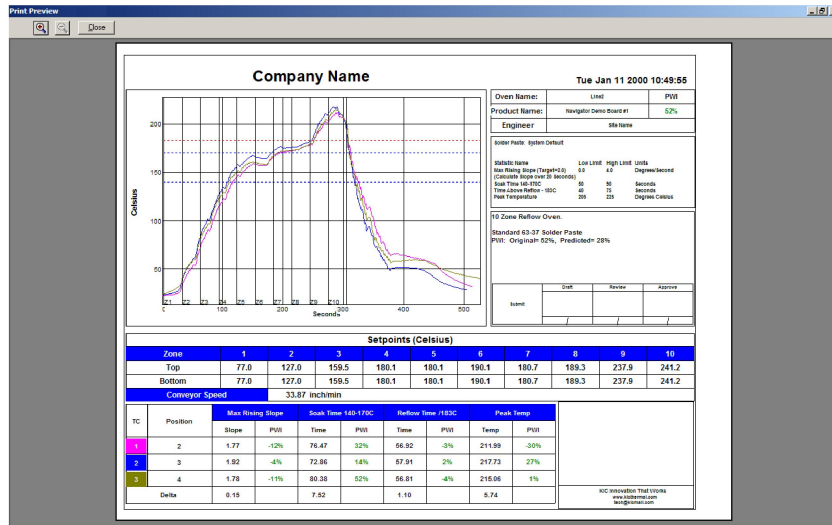 Print Preview
Close
Company Name
Tue Jan 11 2000 10:49:55
Oven Name: Line2 PWI
Product Name: Navigator Demo Board #1 52%
Engineer Site Name
Solder Paste: System Default
Statistic Name Low Limit High Limit Units
Max Rising Slope (Target=2.0) 0.0 4.0 Degrees/Second
(Calculate Slope over 20 Seconds)
Soak Time 140-170C 50 90 Seconds
Time Above Reflow - 183C 40 75 Seconds
Peak Temperature 205 225 Degrees Celsius
10 Zone Reflow Oven.
Standard 63-37 Solder Paste
PWI: Original= 52%, Predicted= 28%
Draft Review Approve
Submit
/ / /
Celsius
200
150
100
50
Z1 Z2 Z3 Z4 Z5 Z6 Z7 Z8 Z9 Z10
0 100 200 300 400 500
Seconds
Setpoints (Celsius)
Zone 1 2 3 4 5 6 7 8 9 10
Top 77.0 127.0 159.5 180.1 180.1 190.1 180.7 189.3 237.9 241.2
Bottom 77.0 127.0 159.5 180.1 180.1 190.1 180.7 189.3 237.9 241.2
Conveyor Speed 33.87 inch/min
TC Position Max Rising Slope Soak Time 140-170C Reflow Time /183C Peak Temp
Slope PWI Time PWI Time PWI Temp PWI
1 2 1.77 -12% 76.47 32% 56.92 -3% 211.99 -30%
2 3 1.92 -4% 72.86 14% 57.91 2% 217.73 27%
3 4 1.78 -11% 80.38 52% 56.81 -4% 215.06 1%
Delta 0.15 7.52 1.10 5.74
KIC Innovation That Works
www.kicthermal.com